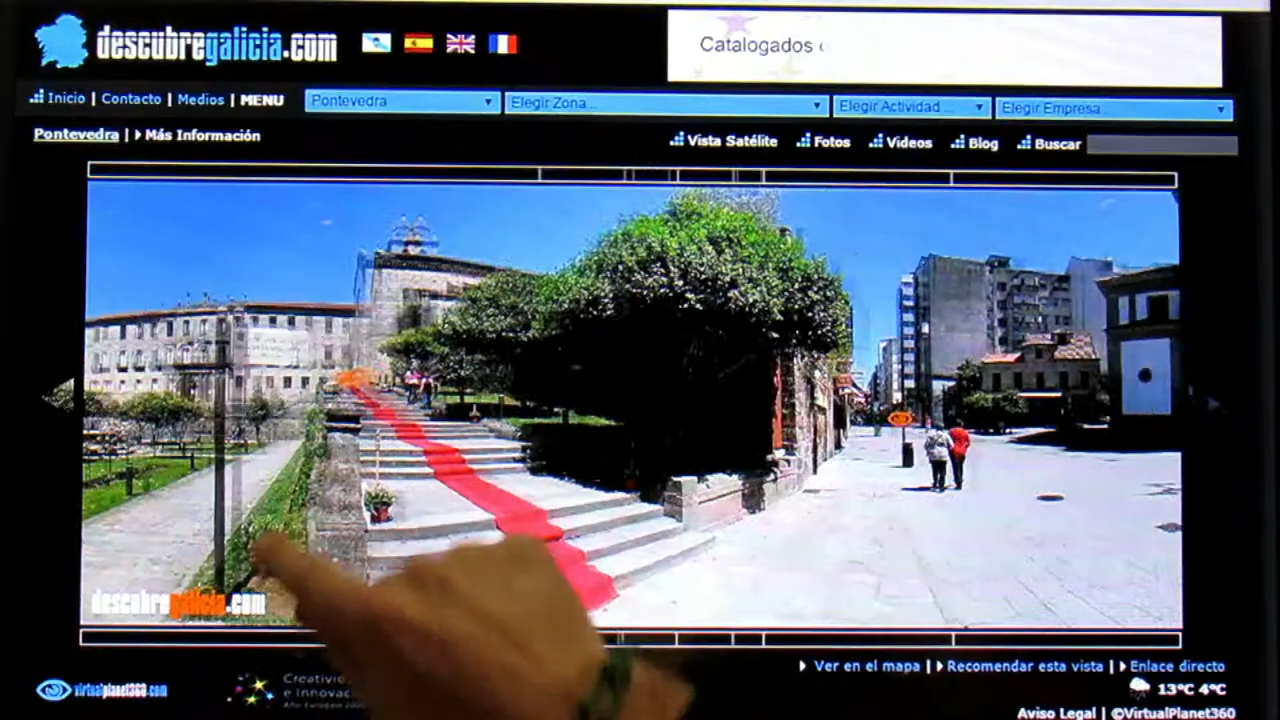 descubregalicia.com
Catalogados
Inicio | Contacto | Medios | MENU
Pontevedra
Elegir Zona...
Elegir Actividad ...
Elegir Empresa...
Pontevedra | Más Información
Vista Satélite
Fotos
Videos
Blog
Buscar
descubregalicia.com
Ver en el mapa | Recomendar esta vista | Enlace directo
virtualplanet360.com
e Innova
13ºC 4ºC
Aviso Legal | ©VirtualPlanet360